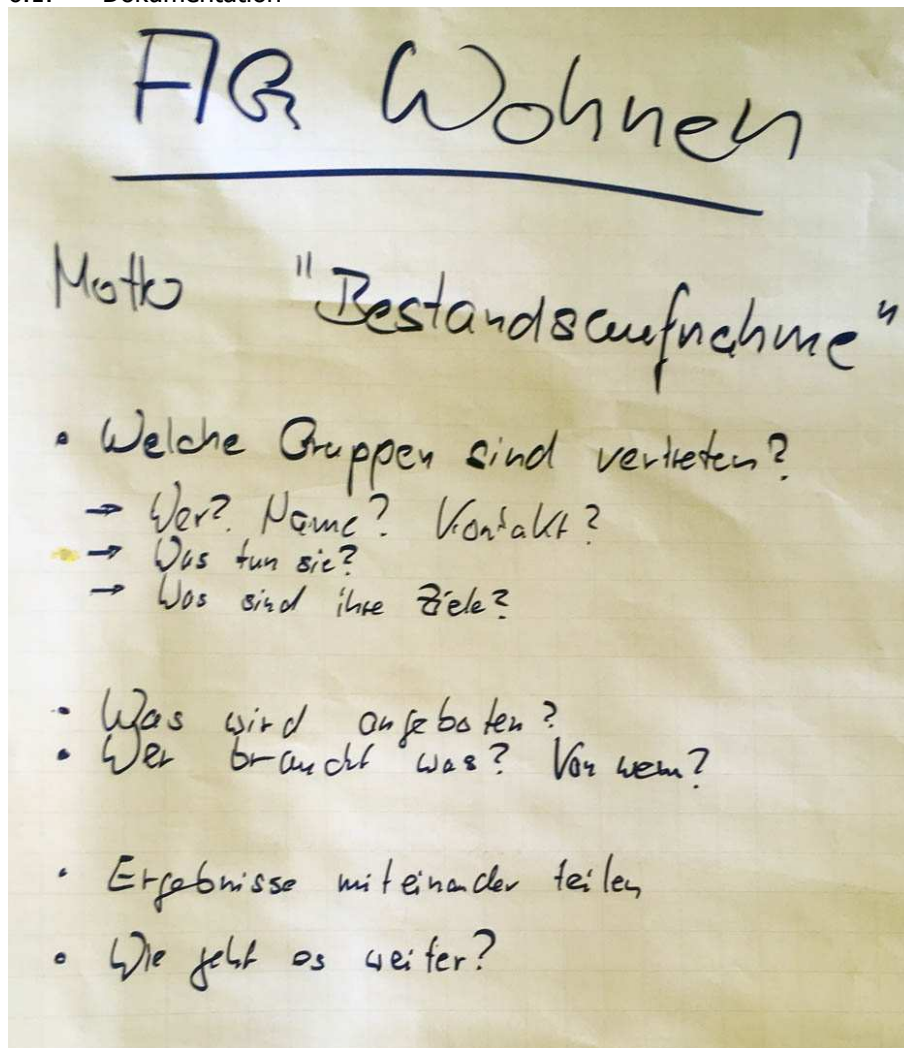 AG Wohnen
Motto "Bestandsaufnahme"
• Welche Gruppen sind vertreten?
→ Wer? Name? Kontakt?
→ Was tun sie?
→ Was sind ihre Ziele?
• Was wird angeboten?
• Wer braucht was? Von wem?
• Ergebnisse miteinander teilen
• Wie geht es weiter?